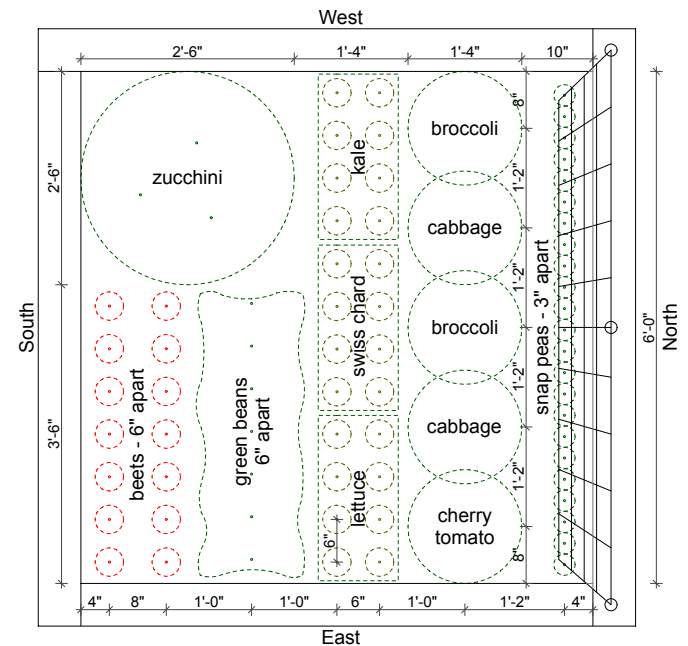 West
2'-6"
1'-4"
1'-4"
10"
8"
broccoli
zucchini
kale
2'-6"
1'-2"
cabbage
1'-2"
swiss chard
broccoli
snap peas - 3" apart
South
6'-0"
North
1'-2"
3'-6"
beets - 6" apart
green beans
6" apart
cabbage
1'-2"
lettuce
6"
cherry
tomato
8"
4"
8"
1'-0"
1'-0"
6"
1'-0"
1'-2"
4"
East